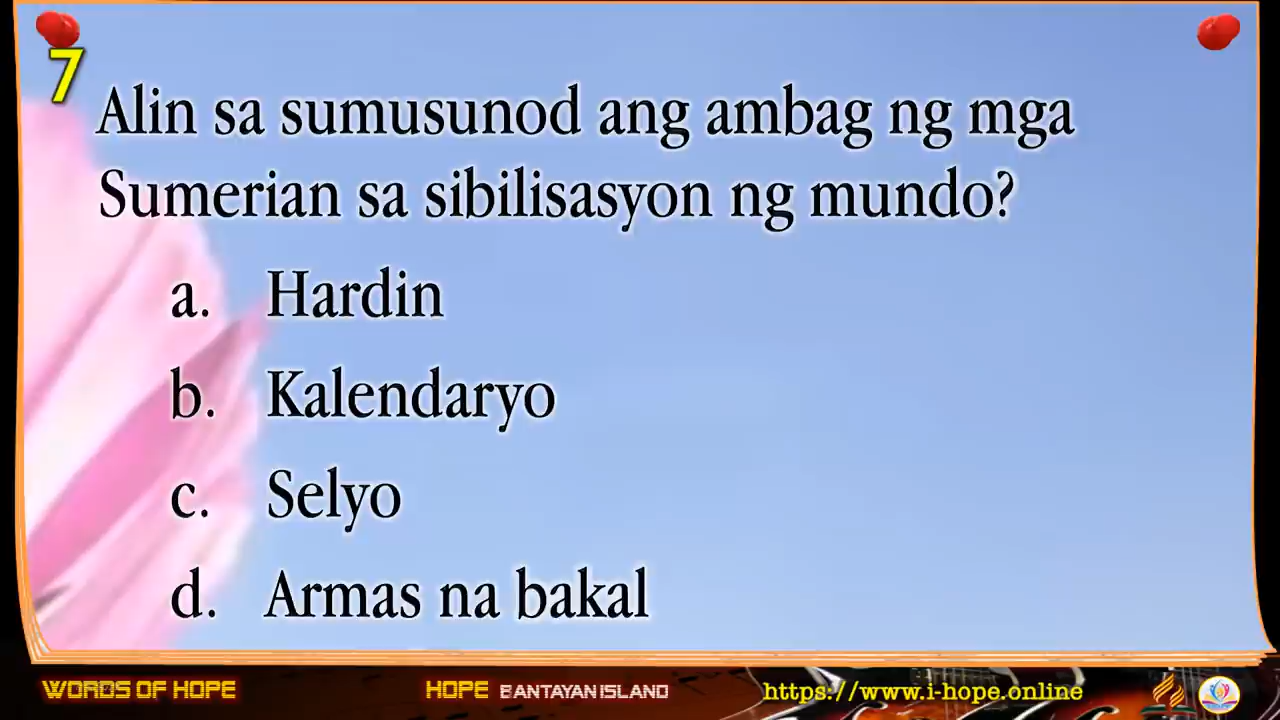 7
Alin sa sumusunod ang ambag ng mga
Sumerian sa sibilisasyon ng mundo?
a. Hardin
b. Kalendaryo
c. Selyo
d. Armas na bakal
WORDS OF HOPE HOPE BANTAYAN ISLAND https://www.i-hope.online